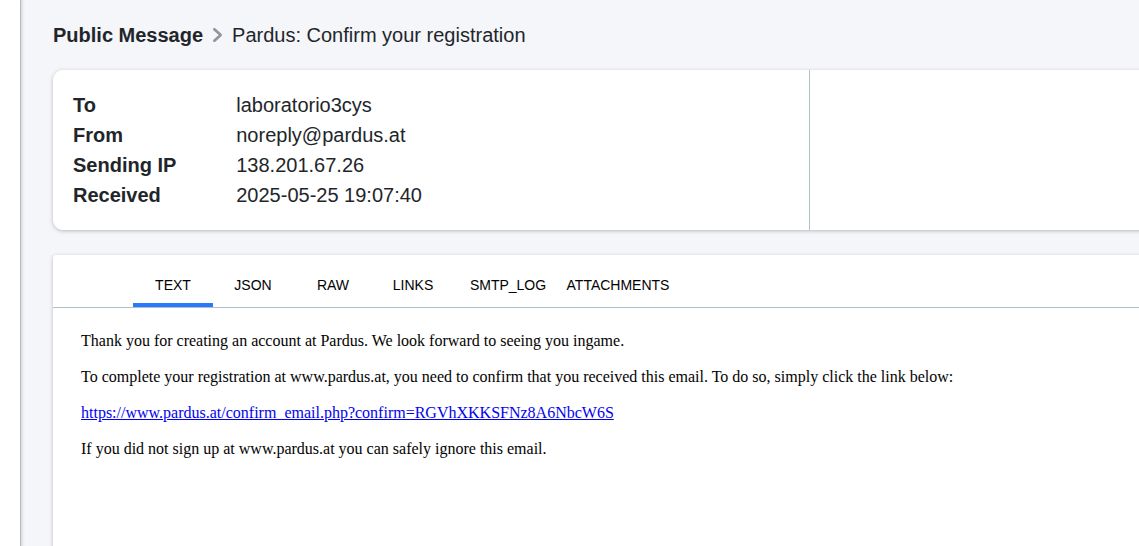 Public Message > Pardus: Confirm your registration
To laboratorio3cys
From noreply@pardus.at
Sending IP 138.201.67.26
Received 2025-05-25 19:07:40
TEXT JSON RAW LINKS SMTP_LOG ATTACHMENTS
Thank you for creating an account at Pardus. We look forward to seeing you ingame.
To complete your registration at www.pardus.at, you need to confirm that you received this email. To do so, simply click the link below:
https://www.pardus.at/confirm_email.php?confirm=RGVhXKKSFNz8A6NbcW6S
If you did not sign up at www.pardus.at you can safely ignore this email.